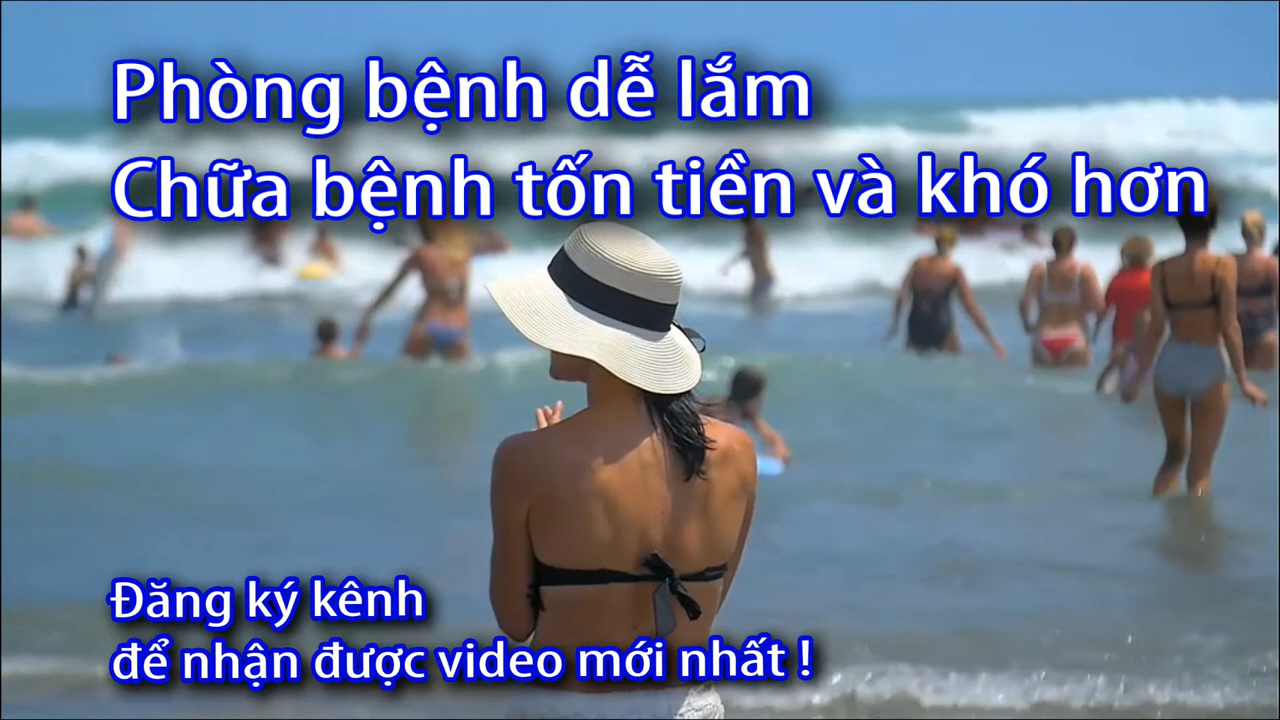 Phòng bệnh dễ lắm
Chữa bệnh tốn tiền và khó hơn
Đăng ký kênh
để nhận được video mới nhất !